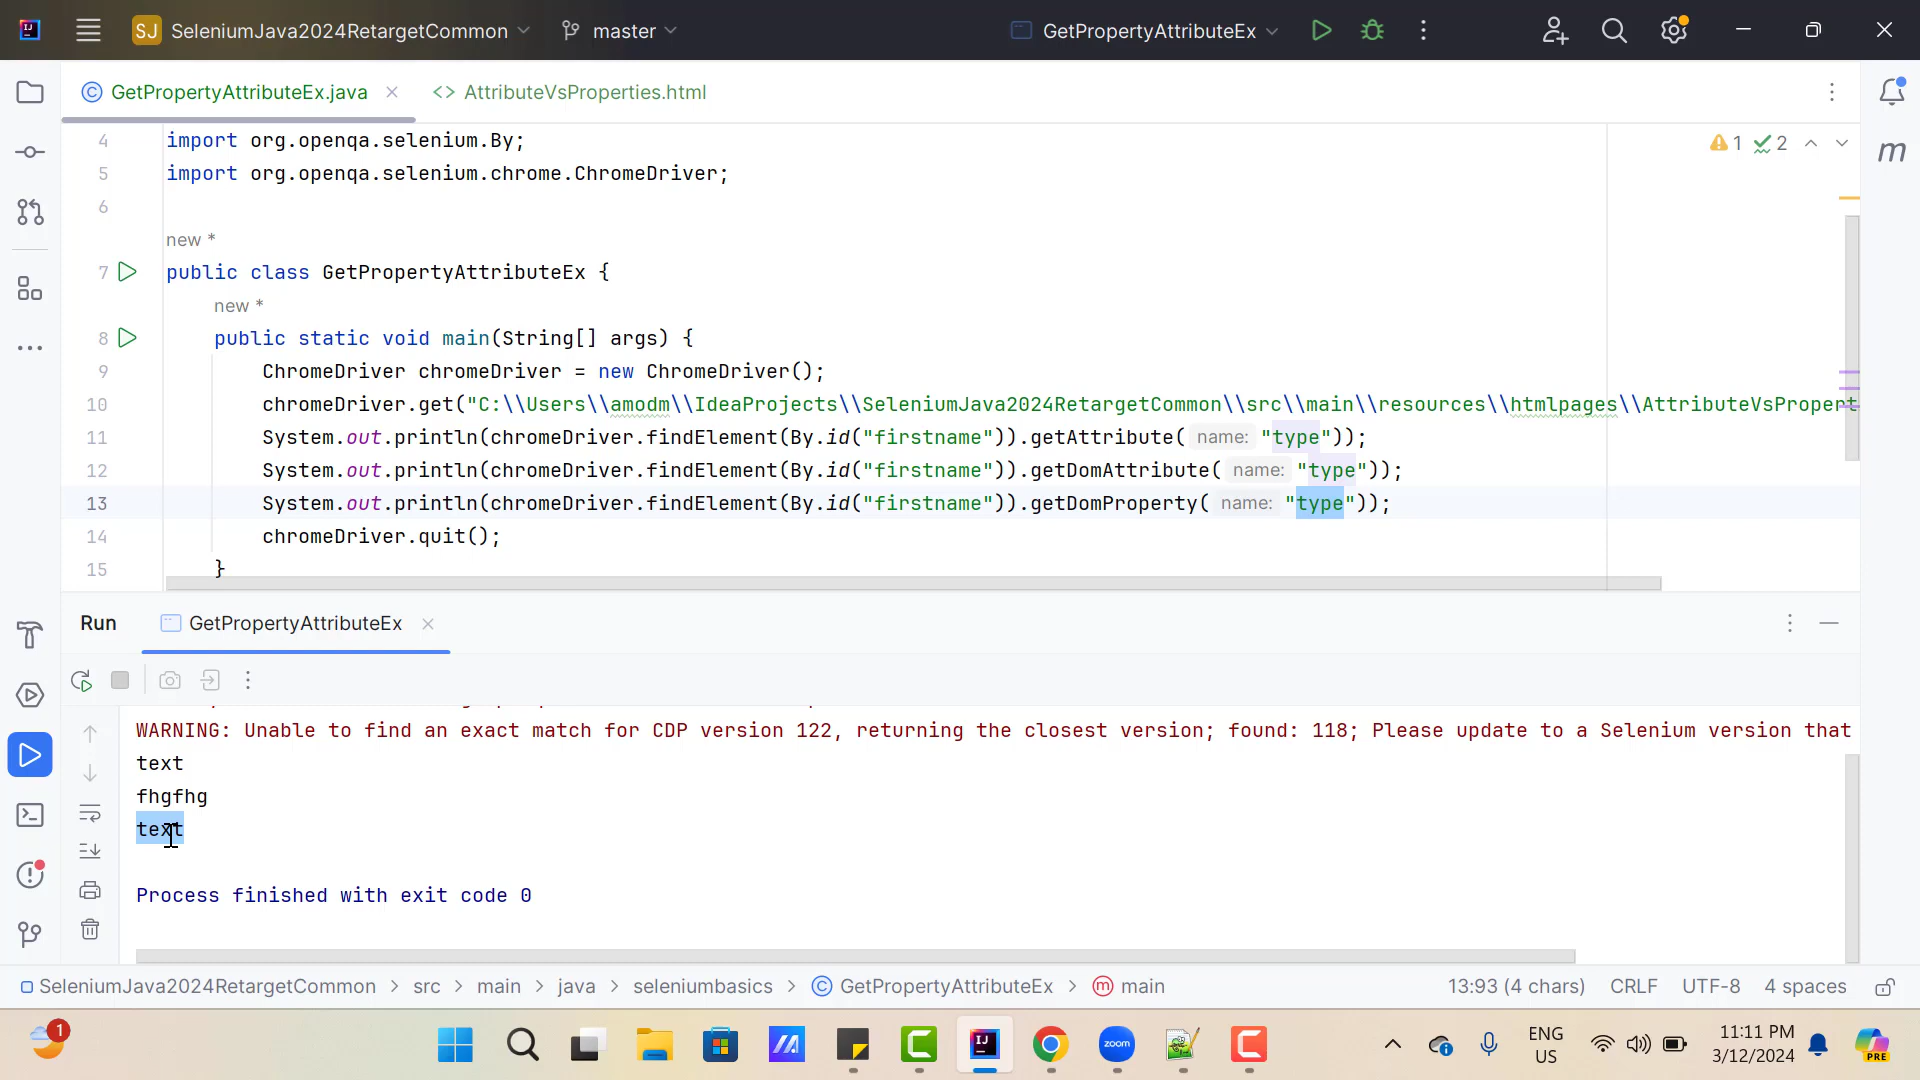 SJ SeleniumJava2024RetargetCommon master GetPropertyAttributeEx
GetPropertyAttributeEx.java <> AttributeVsProperties.html
4 import org.openqa.selenium.By;
1 2
5 import org.openqa.selenium.chrome.ChromeDriver;
6
new *
7 public class GetPropertyAttributeEx {
new *
8 public static void main(String[] args) {
9 ChromeDriver chromeDriver = new ChromeDriver();
10 chromeDriver.get("C:\\Users\\amodm\\IdeaProjects\\SeleniumJava2024RetargetCommon\\src\\main\\resources\\htmlpages\\AttributeVsPropert
11 System.out.println(chromeDriver.findElement(By.id("firstname")).getAttribute( name: "type"));
12 System.out.println(chromeDriver.findElement(By.id("firstname")).getDomAttribute( name: "type"));
13 System.out.println(chromeDriver.findElement(By.id("firstname")).getDomProperty( name: "type"));
14 chromeDriver.quit();
15 }
Run GetPropertyAttributeEx
WARNING: Unable to find an exact match for CDP version 122, returning the closest version; found: 118; Please update to a Selenium version that
text
fhgfhg
text
Process finished with exit code 0
SeleniumJava2024RetargetCommon > src > main > java > seleniumbasics > GetPropertyAttributeEx > main 13:93 (4 chars) CRLF UTF-8 4 spaces
1 zoom ENG US 11:11 PM 3/12/2024 PRE